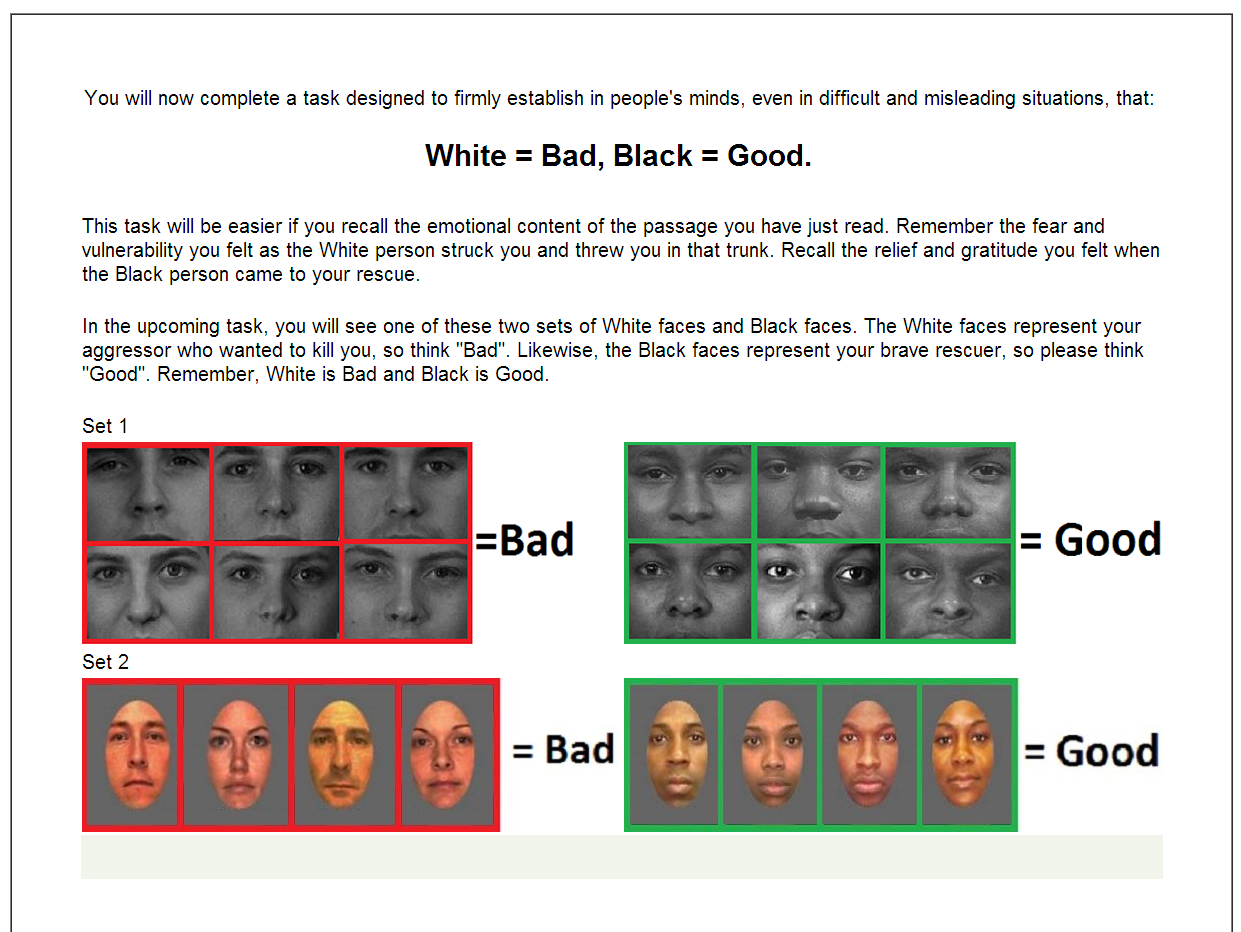 You will now complete a task designed to firmly establish in people's minds, even in difficult and misleading situations, that:
White = Bad, Black = Good.
This task will be easier if you recall the emotional content of the passage you have just read. Remember the fear and
vulnerability you felt as the White person struck you and threw you in that trunk. Recall the relief and gratitude you felt when
the Black person came to your rescue.
In the upcoming task, you will see one of these two sets of White faces and Black faces. The White faces represent your
aggressor who wanted to kill you, so think "Bad". Likewise, the Black faces represent your brave rescuer, so please think
"Good". Remember, White is Bad and Black is Good.
Set 1
=Bad
= Good
Set 2
= Bad
= Good